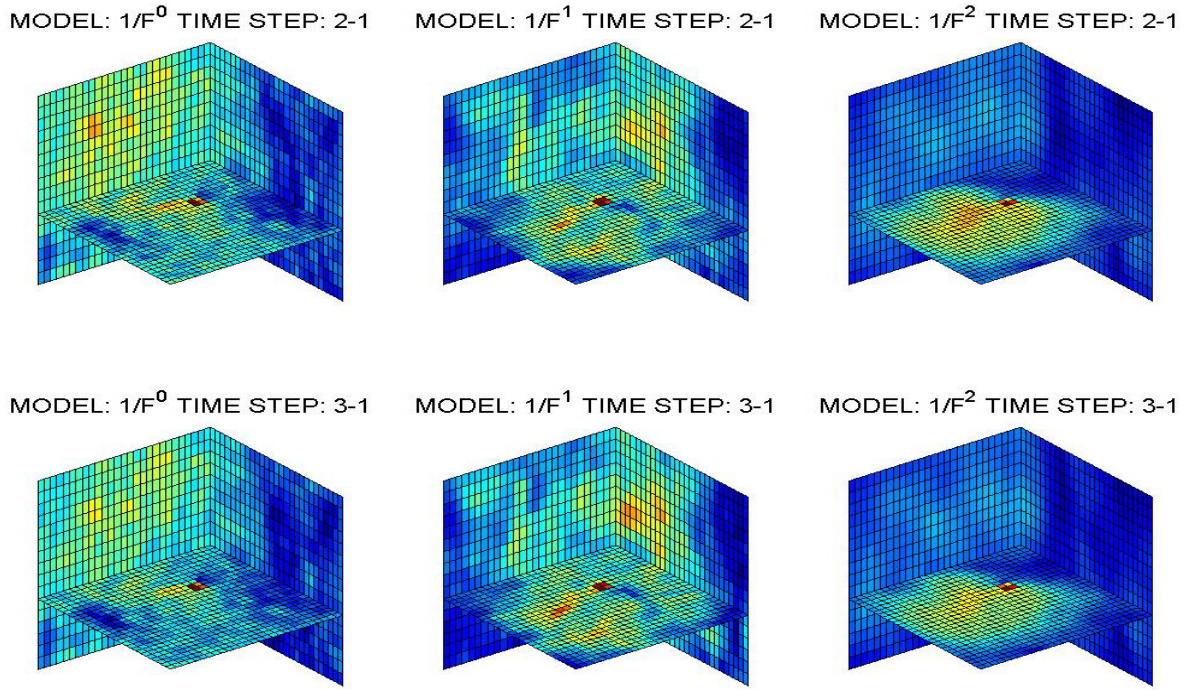 MODEL: 1/F⁰ TIME STEP: 2-1
MODEL: 1/F¹ TIME STEP: 2-1
MODEL: 1/F² TIME STEP: 2-1
MODEL: 1/F⁰ TIME STEP: 3-1
MODEL: 1/F¹ TIME STEP: 3-1
MODEL: 1/F² TIME STEP: 3-1